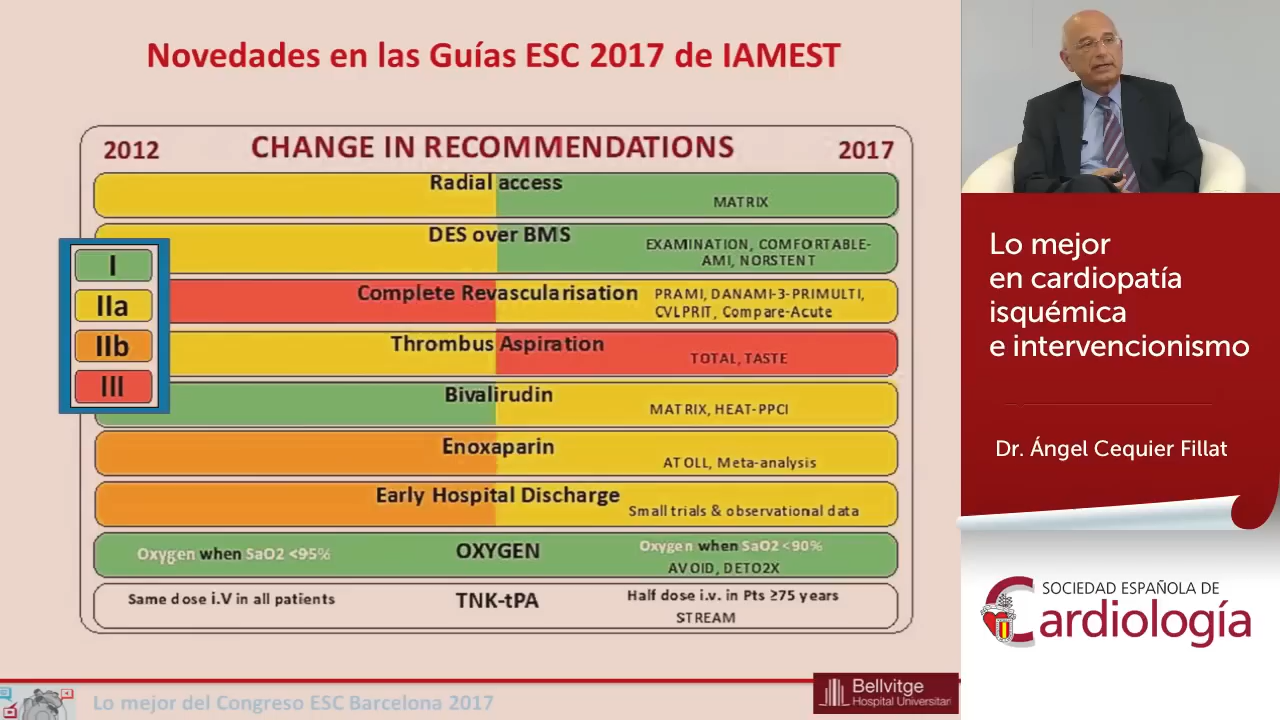 Novedades en las Guías ESC 2017 de IAMEST
2012
CHANGE IN RECOMMENDATIONS
2017
Radial access
MATRIX
DES over BMS
EXAMINATION, COMFORTABLE-
AMI, NORSTENT
Complete Revascularisation
PRAMI, DANAMI-3-PRIMULTI,
CVLPRIT, Compare-Acute
Thrombus Aspiration
TOTAL, TASTE
Bivalirudin
MATRIX, HEAT-PPCI
Enoxaparin
ATOLL, Meta-analysis
Early Hospital Discharge
Small trials & observational data
Oxygen when SaO2 <95%
OXYGEN
Oxygen when SaO2 <90%
AVOID, DETO2X
Same dose i.V in all patients
TNK-tPA
Half dose i.v. in Pts ≥75 years
STREAM
I
IIa
IIb
III
Lo mejor del Congreso ESC Barcelona 2017
Bellvitge
Hospital Universitari
Lo mejor
en cardiopatía
isquémica
e intervencionismo
Dr. Ángel Cequier Fillat
SOCIEDAD ESPAÑOLA DE
Cardiología